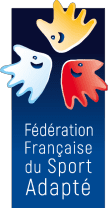 Fédération
Française
du Sport
Adapté